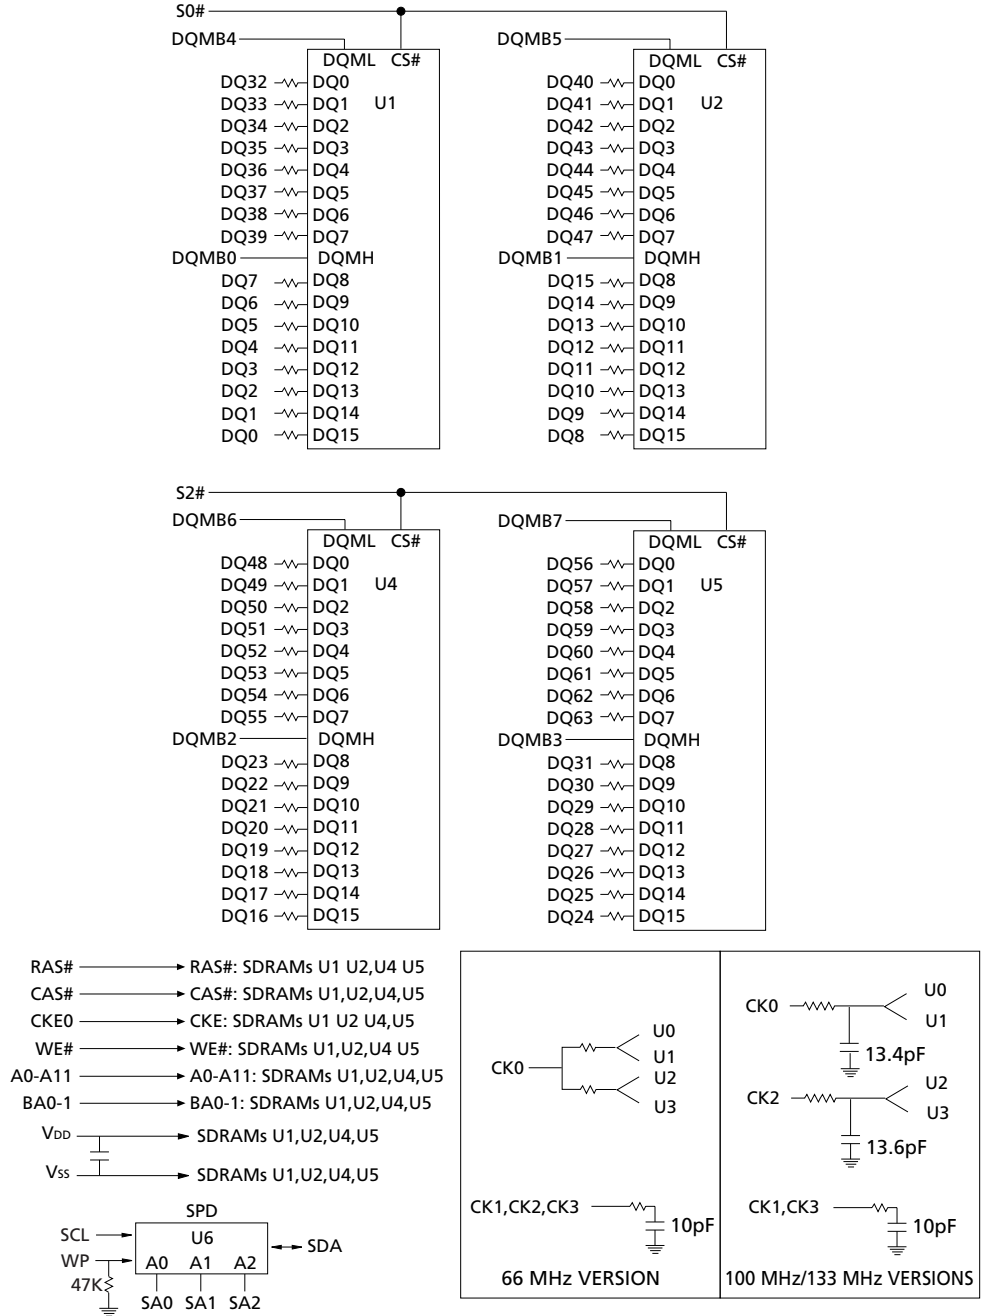 S0#
DQMB4 DQMB5
DQML CS# DQML CS#
DQ32 DQ0 DQ40 DQ0
DQ33 DQ1 U1 DQ41 DQ1 U2
DQ34 DQ2 DQ42 DQ2
DQ35 DQ3 DQ43 DQ3
DQ36 DQ4 DQ44 DQ4
DQ37 DQ5 DQ45 DQ5
DQ38 DQ6 DQ46 DQ6
DQ39 DQ7 DQ47 DQ7
DQMB0 DQMH DQMB1 DQMH
DQ7 DQ8 DQ15 DQ8
DQ6 DQ9 DQ14 DQ9
DQ5 DQ10 DQ13 DQ10
DQ4 DQ11 DQ12 DQ11
DQ3 DQ12 DQ11 DQ12
DQ2 DQ13 DQ10 DQ13
DQ1 DQ14 DQ9 DQ14
DQ0 DQ15 DQ8 DQ15
S2#
DQMB6 DQMB7
DQML CS# DQML CS#
DQ48 DQ0 DQ56 DQ0
DQ49 DQ1 U4 DQ57 DQ1 U5
DQ50 DQ2 DQ58 DQ2
DQ51 DQ3 DQ59 DQ3
DQ52 DQ4 DQ60 DQ4
DQ53 DQ5 DQ61 DQ5
DQ54 DQ6 DQ62 DQ6
DQ55 DQ7 DQ63 DQ7
DQMB2 DQMH DQMB3 DQMH
DQ23 DQ8 DQ31 DQ8
DQ22 DQ9 DQ30 DQ9
DQ21 DQ10 DQ29 DQ10
DQ20 DQ11 DQ28 DQ11
DQ19 DQ12 DQ27 DQ12
DQ18 DQ13 DQ26 DQ13
DQ17 DQ14 DQ25 DQ14
DQ16 DQ15 DQ24 DQ15
RAS# RAS#: SDRAMs U1 U2,U4 U5
CAS# CAS#: SDRAMs U1,U2,U4,U5
CKE0 CKE: SDRAMs U1 U2 U4,U5
WE# WE#: SDRAMs U1,U2,U4 U5
A0-A11 A0-A11: SDRAMs U1,U2,U4,U5
BA0-1 BA0-1: SDRAMs U1,U2,U4,U5
VDD SDRAMs U1,U2,U4,U5
VSS SDRAMs U1,U2,U4,U5
SPD
SCL U6 SDA
WP A0 A1 A2
47K
SA0 SA1 SA2
U0
CK0 U1
U2
U3
CK1,CK2,CK3
10pF
66 MHz VERSION
U0
CK0
U1
13.4pF
U2
CK2
U3
13.6pF
CK1,CK3
10pF
100 MHz/133 MHz VERSIONS